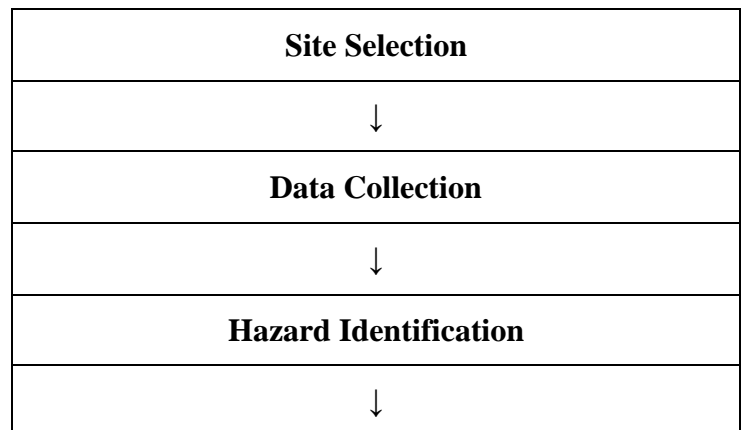 Site Selection
↓
Data Collection
↓
Hazard Identification
↓